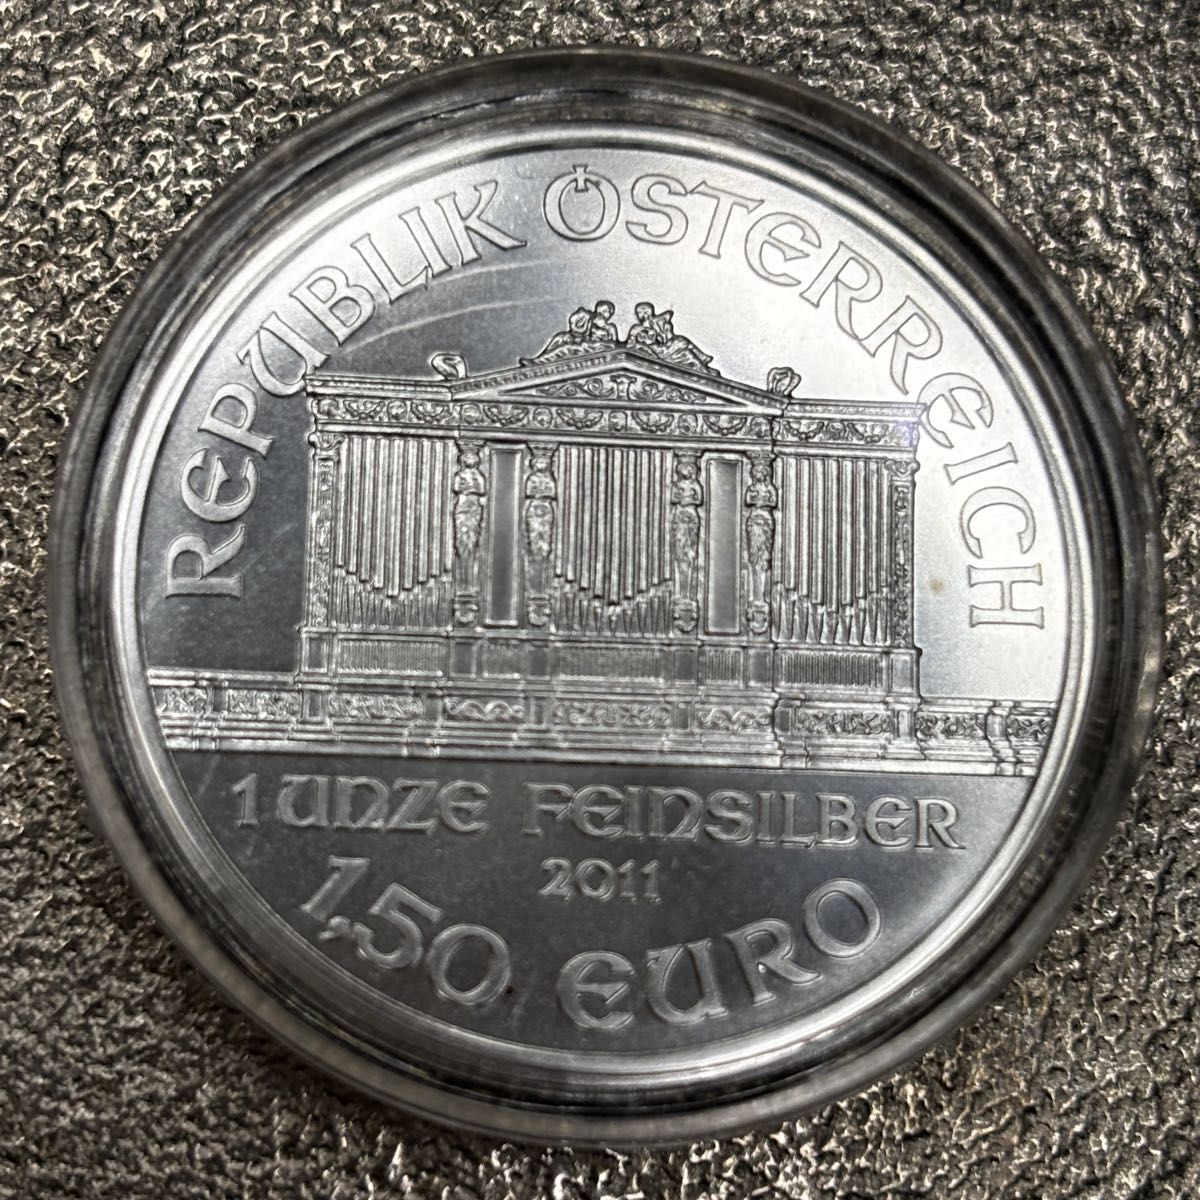 REPUBLIK ÖSTERREICH
1 UNZE FEINSILBER
2011
1,50 EURO